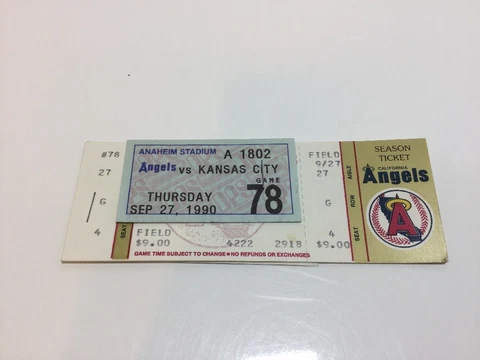 #78
27
G
4
SEAT
ANAHEIM STADIUM A 1802
Angels vs KANSAS CITY
GAME
THURSDAY 78
SEP 27, 1990
FIELD
$9.00 4222 2918 $9.00
GAME TIME SUBJECT TO CHANGE • NO REFUNDS OR EXCHANGES
FIELD
9/27
27
G
4
AISLE
ROW
SEAT
SEASON
TICKET
CALIFORNIA
Angels
A